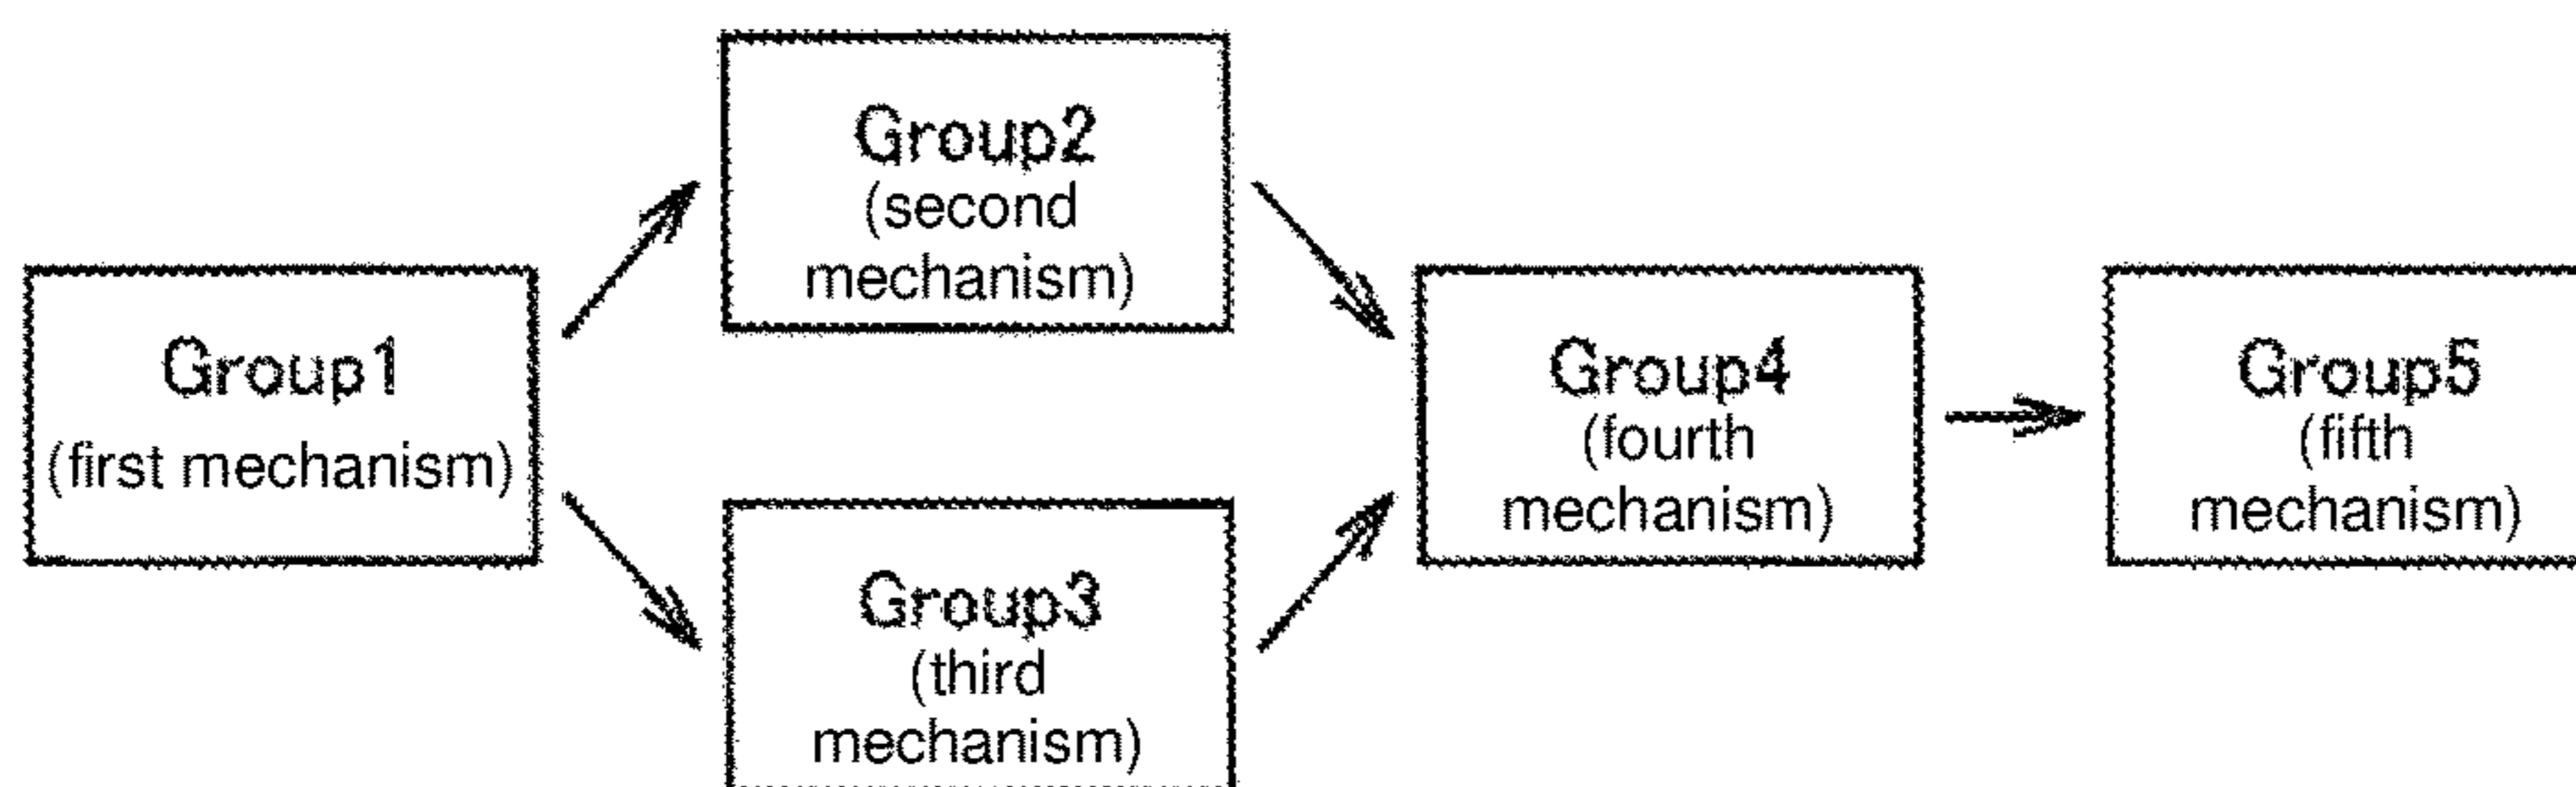 Group1
(first mechanism)
Group2
(second
mechanism)
Group3
(third
mechanism)
Group4
(fourth
mechanism)
Group5
(fifth
mechanism)